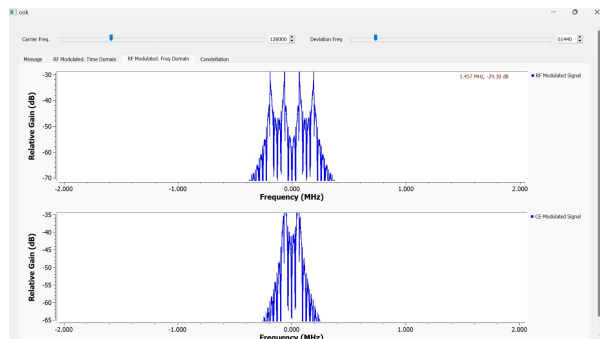 ook
Carrier Freq. 129000 Deviation Freq 61440
Message RF Modulated. Time Domain RF Modulated. Freq Domain Constellation
1.457 MHz, -29.30 dB
RF Modulated Signal
Relative Gain (dB)
-30
-40
-50
-60
-70
-2.000 -1.000 0.000 1.000 2.000
Frequency (MHz)
CE-Modulated Signal
Relative Gain (dB)
-35
-40
-45
-50
-55
-60
-65
-2.000 -1.000 0.000 1.000 2.000
Frequency (MHz)